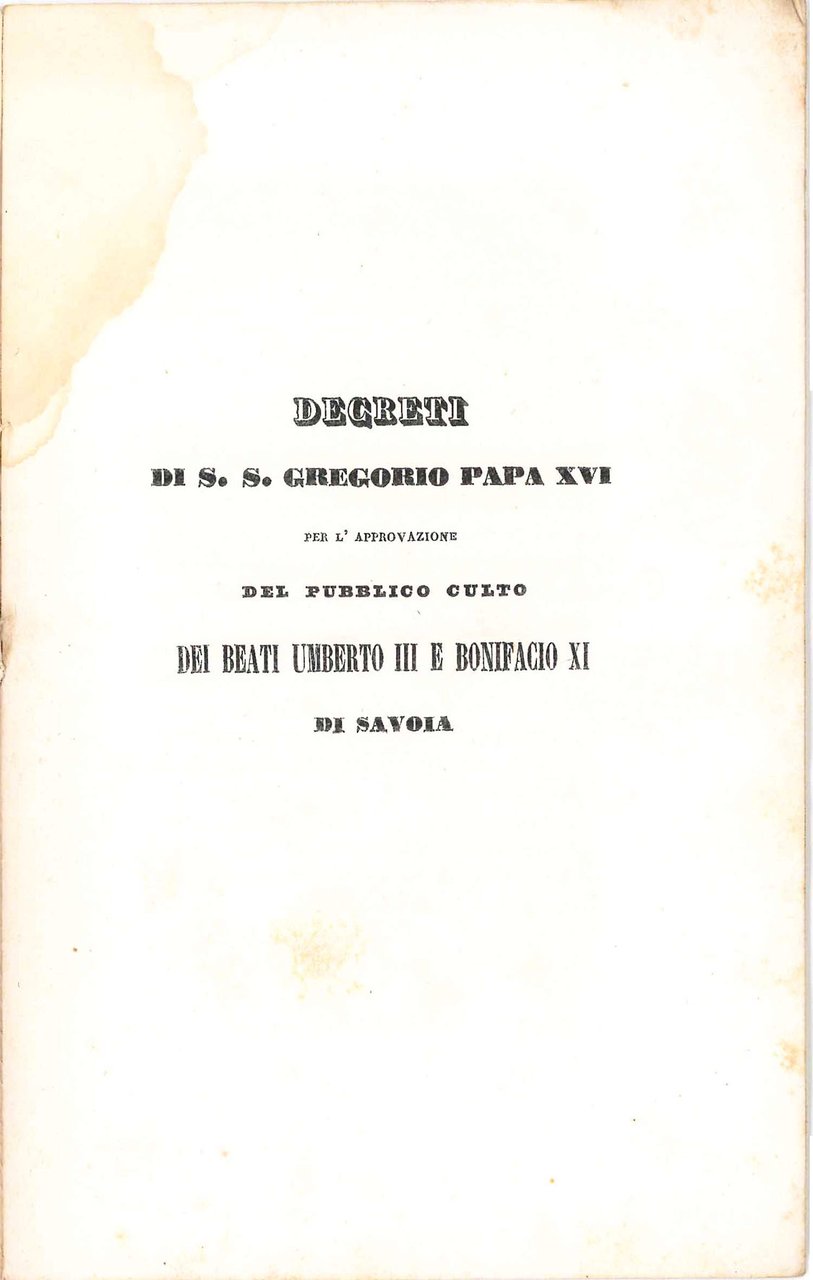 DECRETI
DI S. S. GREGORIO PAPA XVI
PER L' APPROVAZIONE
DEL PUBBLICO CULTO
DEI BEATI UMBERTO III E BONIFACIO XI
DI SAVOIA